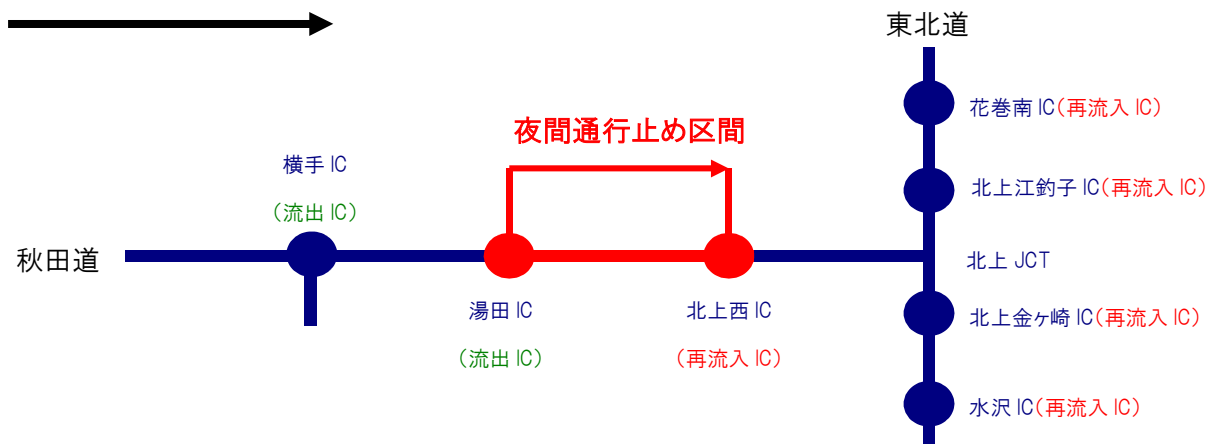 東北道
花巻南 IC(再流入 IC)
夜間通行止め区間
横手 IC
(流出 IC)
北上江釣子 IC(再流入 IC)
秋田道
北上 JCT
湯田 IC
(流出 IC)
北上西 IC
(再流入 IC)
北上金ヶ崎 IC(再流入 IC)
水沢 IC(再流入 IC)